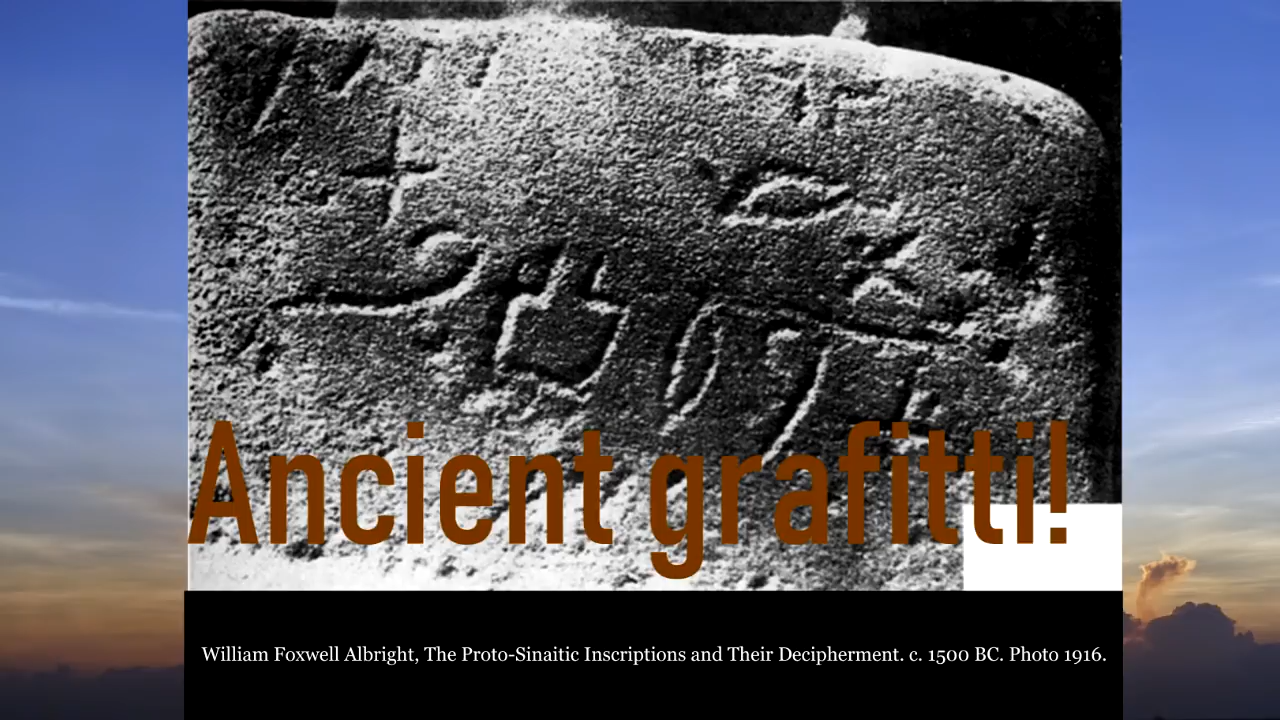 Ancient grafitti!
William Foxwell Albright, The Proto-Sinaitic Inscriptions and Their Decipherment. c. 1500 BC. Photo 1916.